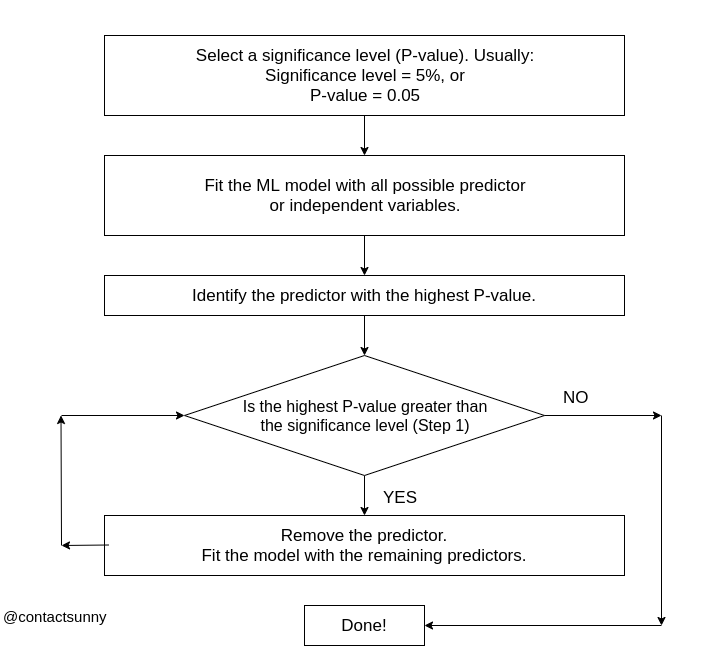 Select a significance level (P-value). Usually:
Significance level = 5%, or
P-value = 0.05
Fit the ML model with all possible predictor
or independent variables.
Identify the predictor with the highest P-value.
Is the highest P-value greater than
the significance level (Step 1)
NO
YES
Remove the predictor.
Fit the model with the remaining predictors.
@contactsunny
Done!